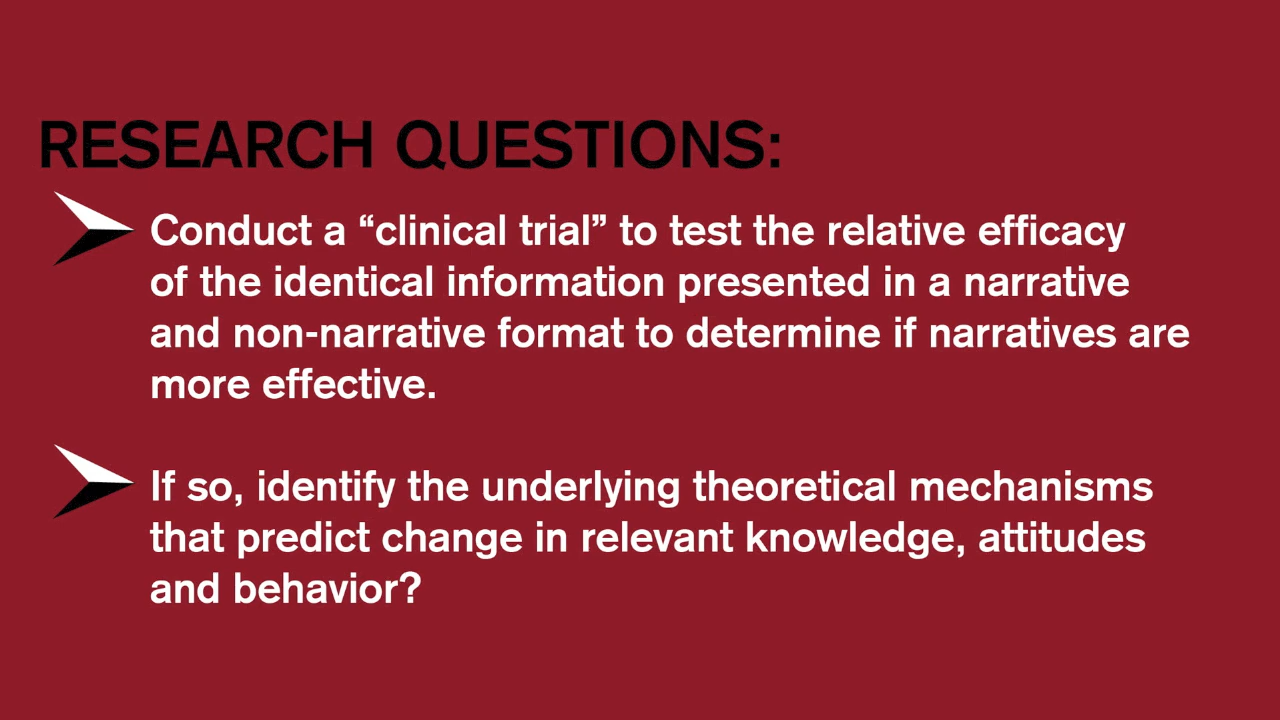 RESEARCH QUESTIONS:
Conduct a “clinical trial” to test the relative efficacy
of the identical information presented in a narrative
and non-narrative format to determine if narratives are
more effective.
If so, identify the underlying theoretical mechanisms
that predict change in relevant knowledge, attitudes
and behavior?